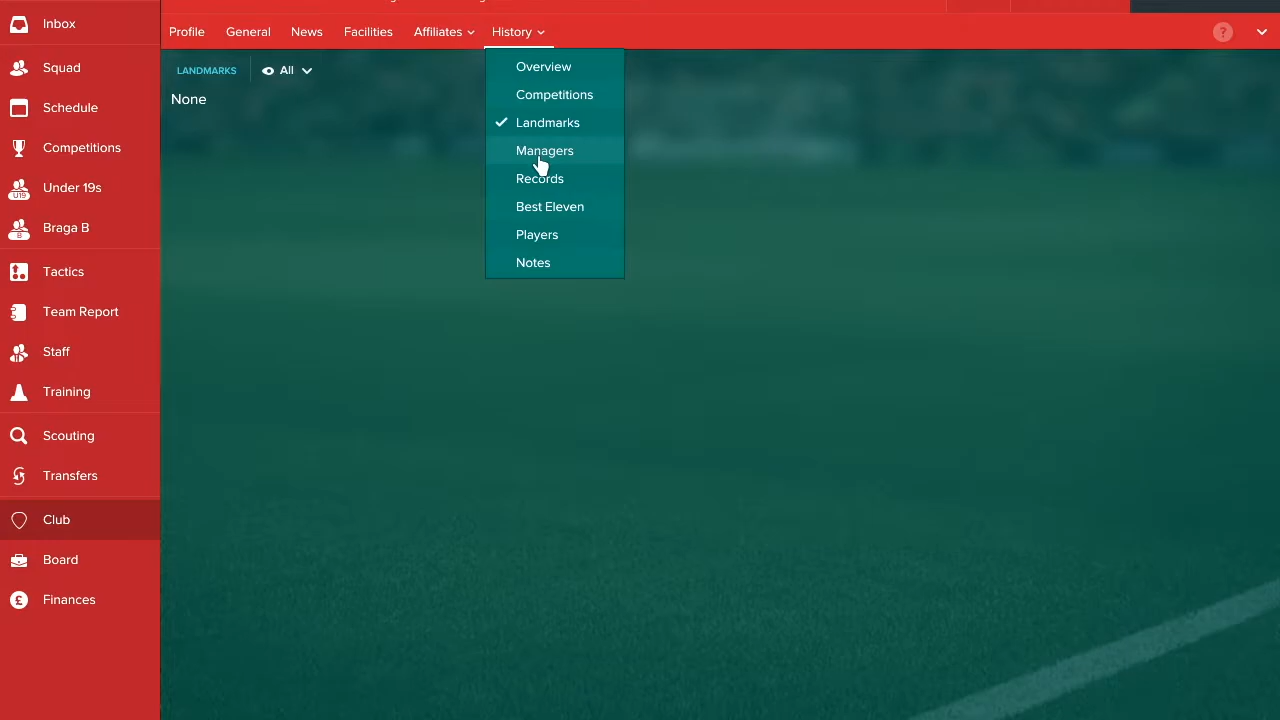 Inbox
Squad
Schedule
Competitions
U19
Under 19s
B
Braga B
Tactics
Team Report
Staff
Training
Scouting
Transfers
Club
Board
£
Finances
Profile General News Facilities Affiliates History ?
LANDMARKS All
None
Overview
Competitions
Landmarks
Managers
Records
Best Eleven
Players
Notes